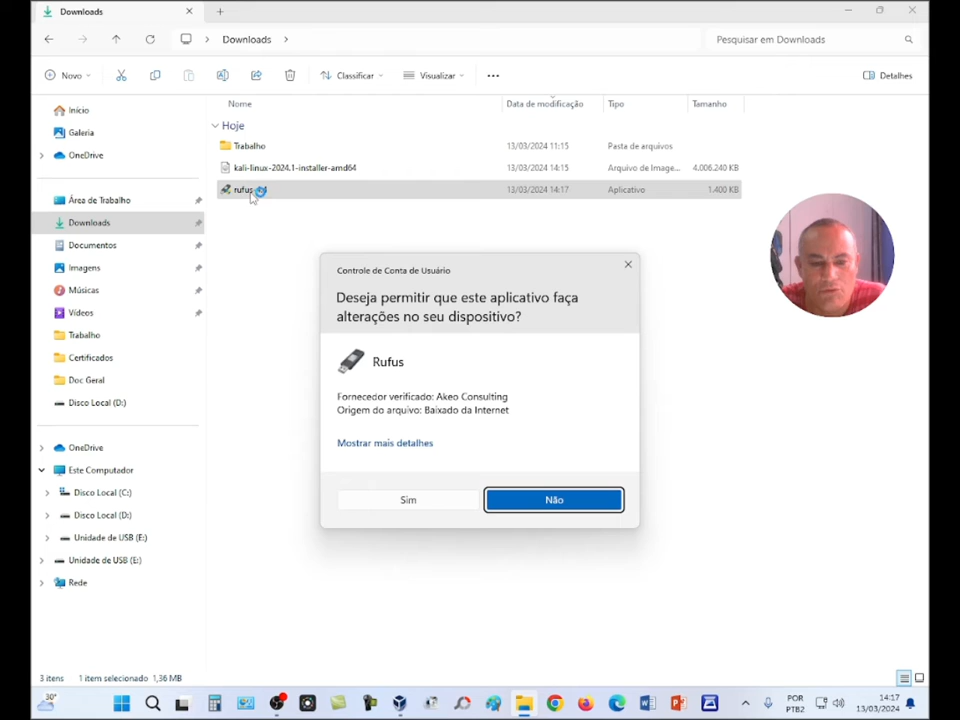 Downloads
Downloads
Pesquisar em Downloads
Novo
Classificar
Visualizar
Detalhes
Nome
Data de modificação
Tipo
Tamanho
Hoje
Trabalho
13/03/2024 11:15
Pasta de arquivos
kali-linux-2024.1-installer-amd64
13/03/2024 14:15
Arquivo de Image...
4.006.240 KB
13/03/2024 14:17
Aplicativo
1.400 KB
Início
Galeria
OneDrive
Área de Trabalho
Downloads
Documentos
Imagens
Músicas
Vídeos
Trabalho
Certificados
Doc Geral
Disco Local (D:)
OneDrive
Este Computador
Disco Local (C:)
Disco Local (D:)
Unidade de USB (E:)
Unidade de USB (E:)
Rede
Controle de Conta de Usuário
Deseja permitir que este aplicativo faça
alterações no seu dispositivo?
Rufus
Fornecedor verificado: Akeo Consulting
Origem do arquivo: Baixado da Internet
Mostrar mais detalhes
Sim
Não
3 itens
1 item selecionado 1,36 MB
30°
POR
PTB2
14:17
13/03/2024